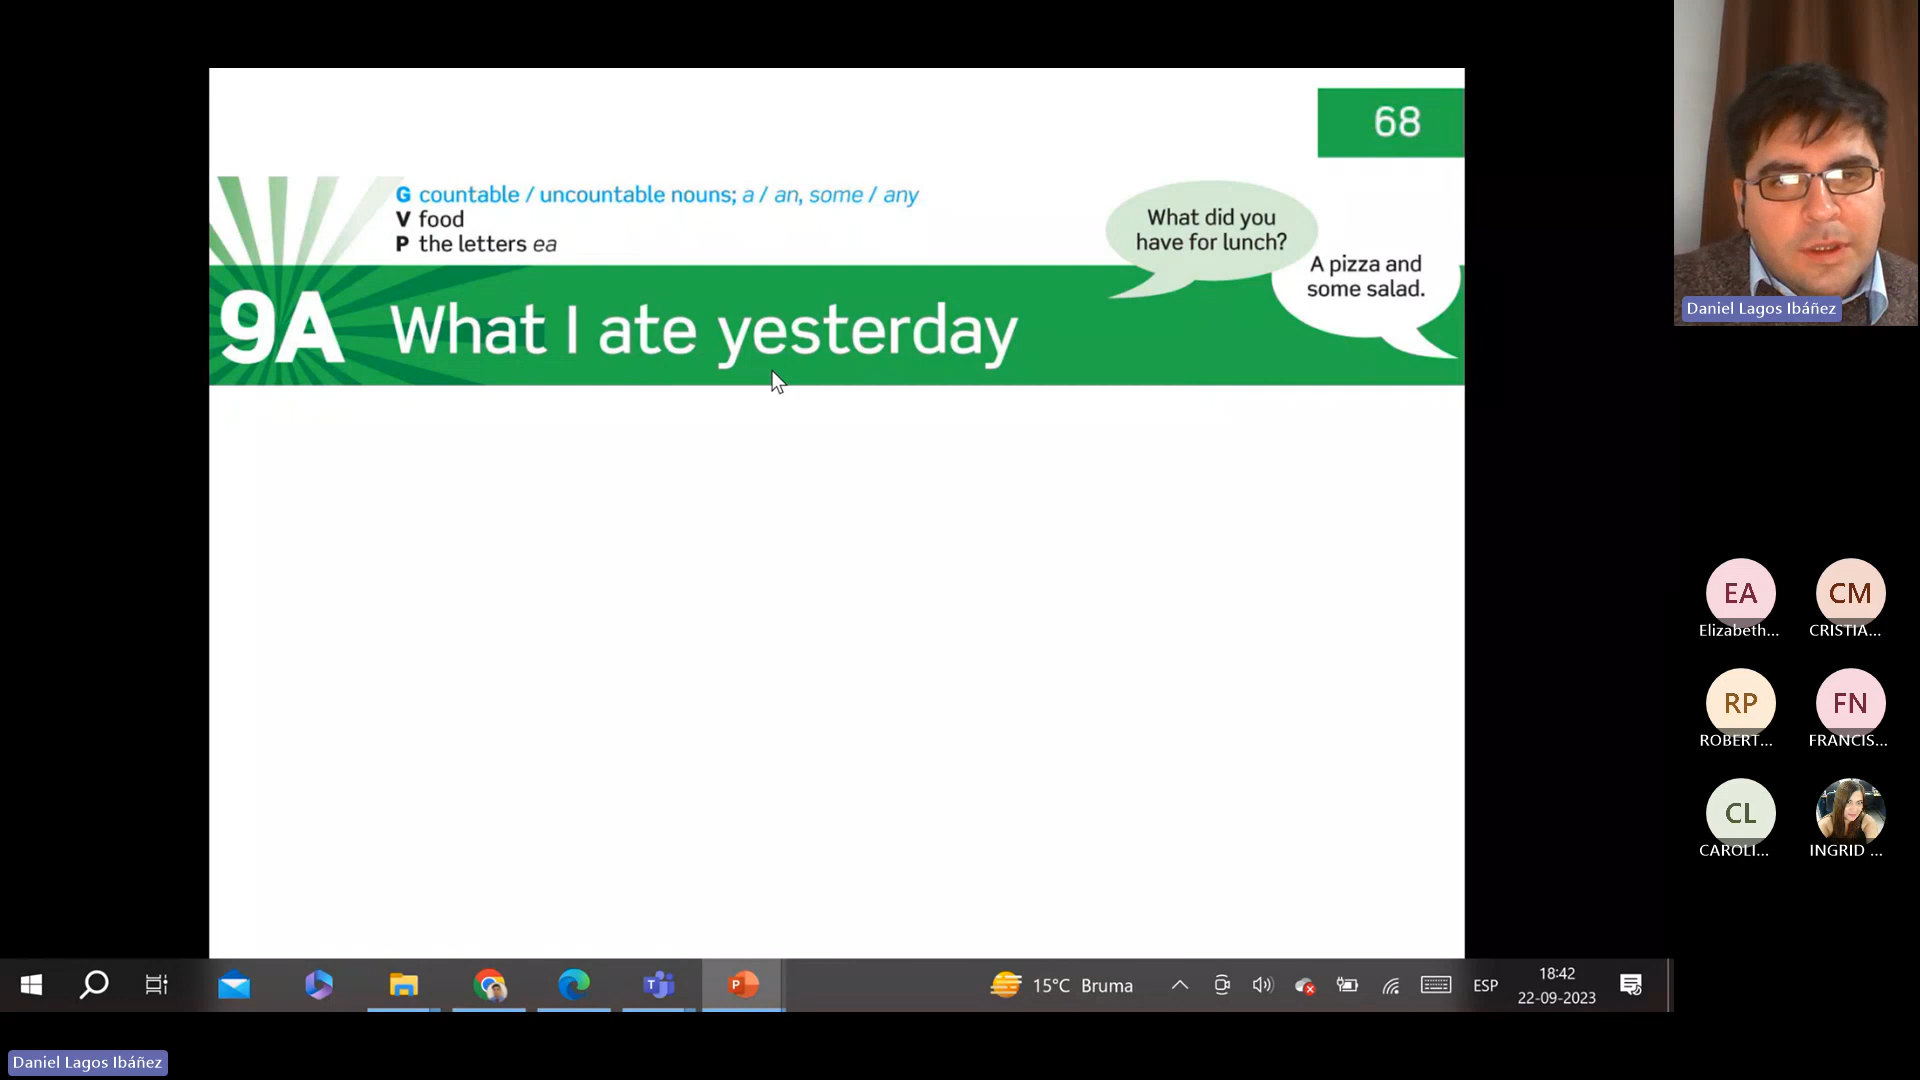 68
G countable / uncountable nouns; a / an, some / any
V food
P the letters ea
What did you
have for lunch?
A pizza and
some salad.
9A What I ate yesterday
Daniel Lagos Ibáñez
EA
Elizabeth...
CM
CRISTIA...
RP
ROBERT...
FN
FRANCIS...
CL
CAROLI...
INGRID ...
15°C Bruma
ESP
18:42
22-09-2023
Daniel Lagos Ibáñez